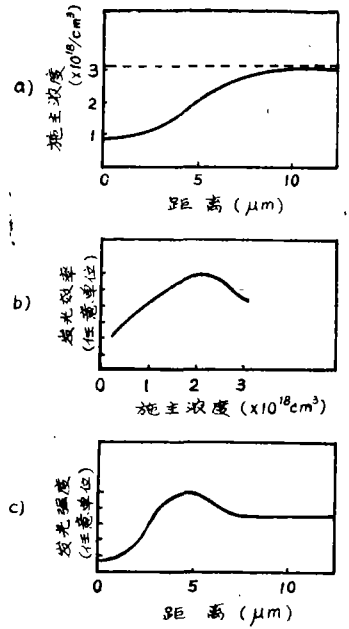 a)
施主浓度
(×10¹⁸/cm³)
3
2
1
0
5
10
距离(μm)
b)
发光效率
(任意单位)
0
1
2
3
施主浓度(×10¹⁸cm³)
c)
发光强度
(任意单位)
0
5
10
距离(μm)